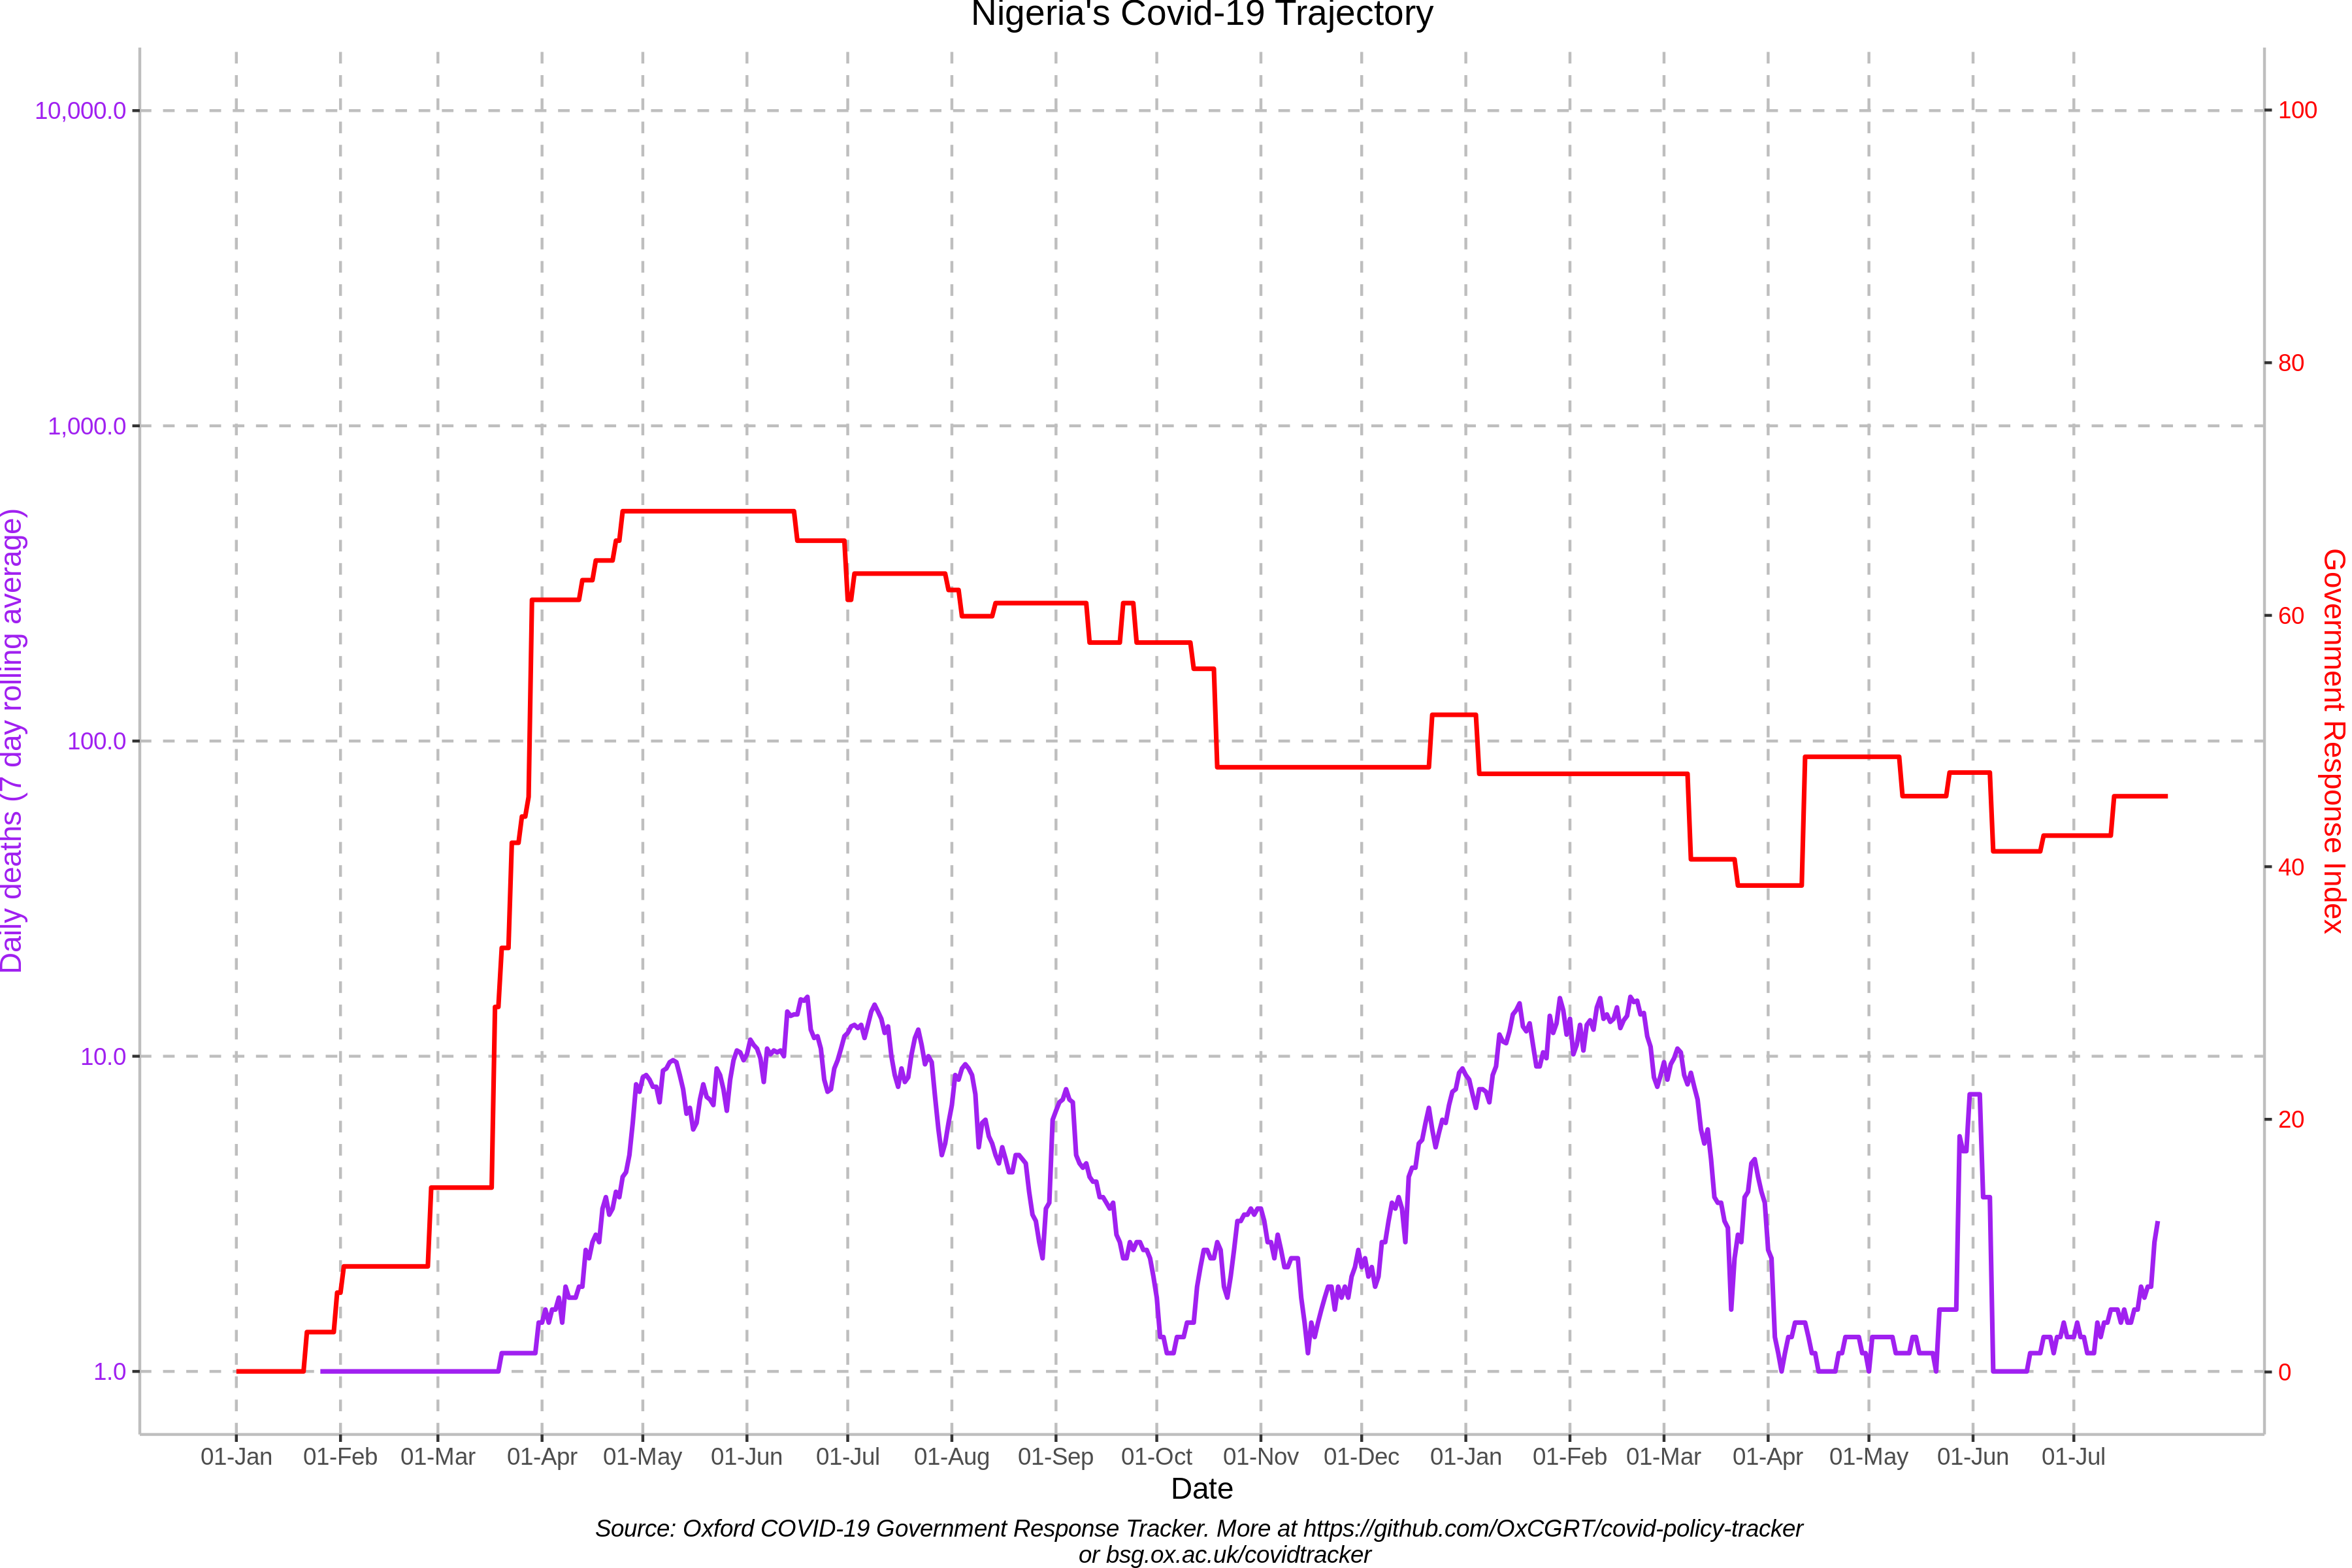 Nigeria's Covid-19 Trajectory
10,000.0
1,000.0
100.0
10.0
1.0
Daily deaths (7 day rolling average)
100
80
60
40
20
0
Government Response Index
01-Jan 01-Feb 01-Mar 01-Apr 01-May 01-Jun 01-Jul 01-Aug 01-Sep 01-Oct 01-Nov 01-Dec 01-Jan 01-Feb 01-Mar 01-Apr 01-May 01-Jun 01-Jul
Date
Source: Oxford COVID-19 Government Response Tracker. More at https://github.com/OxCGRT/covid-policy-tracker
or bsg.ox.ac.uk/covidtracker